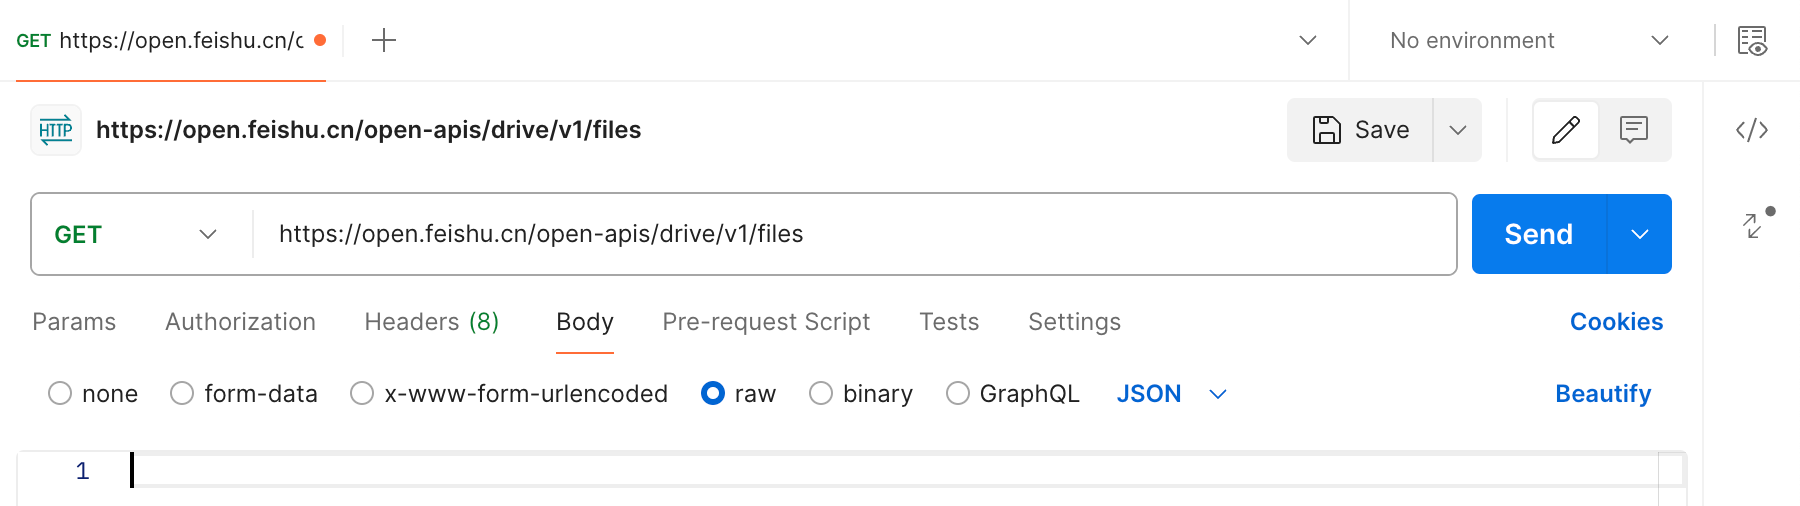 GET https://open.feishu.cn/c
No environment
HTTP https://open.feishu.cn/open-apis/drive/v1/files
Save
GET https://open.feishu.cn/open-apis/drive/v1/files
Send
Params Authorization Headers (8) Body Pre-request Script Tests Settings Cookies
none form-data x-www-form-urlencoded raw binary GraphQL JSON Beautify
1